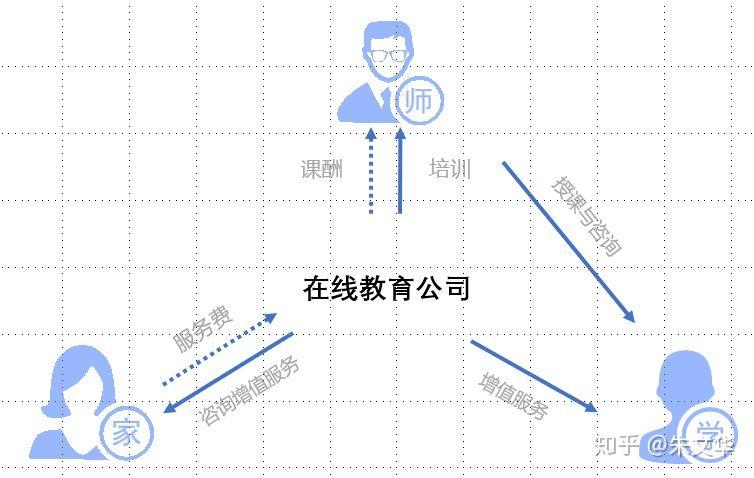 师
课酬
培训
授课与咨询
在线教育公司
服务费
咨询增值服务
增值服务
家
学
知乎 @朱文华